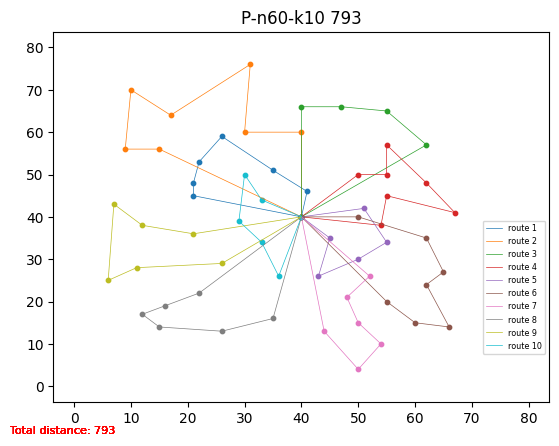 P-n60-k10 793
80
70
60
50
40
30
20
10
0
0 10 20 30 40 50 60 70 80
route 1
route 2
route 3
route 4
route 5
route 6
route 7
route 8
route 9
route 10
Total distance: 793